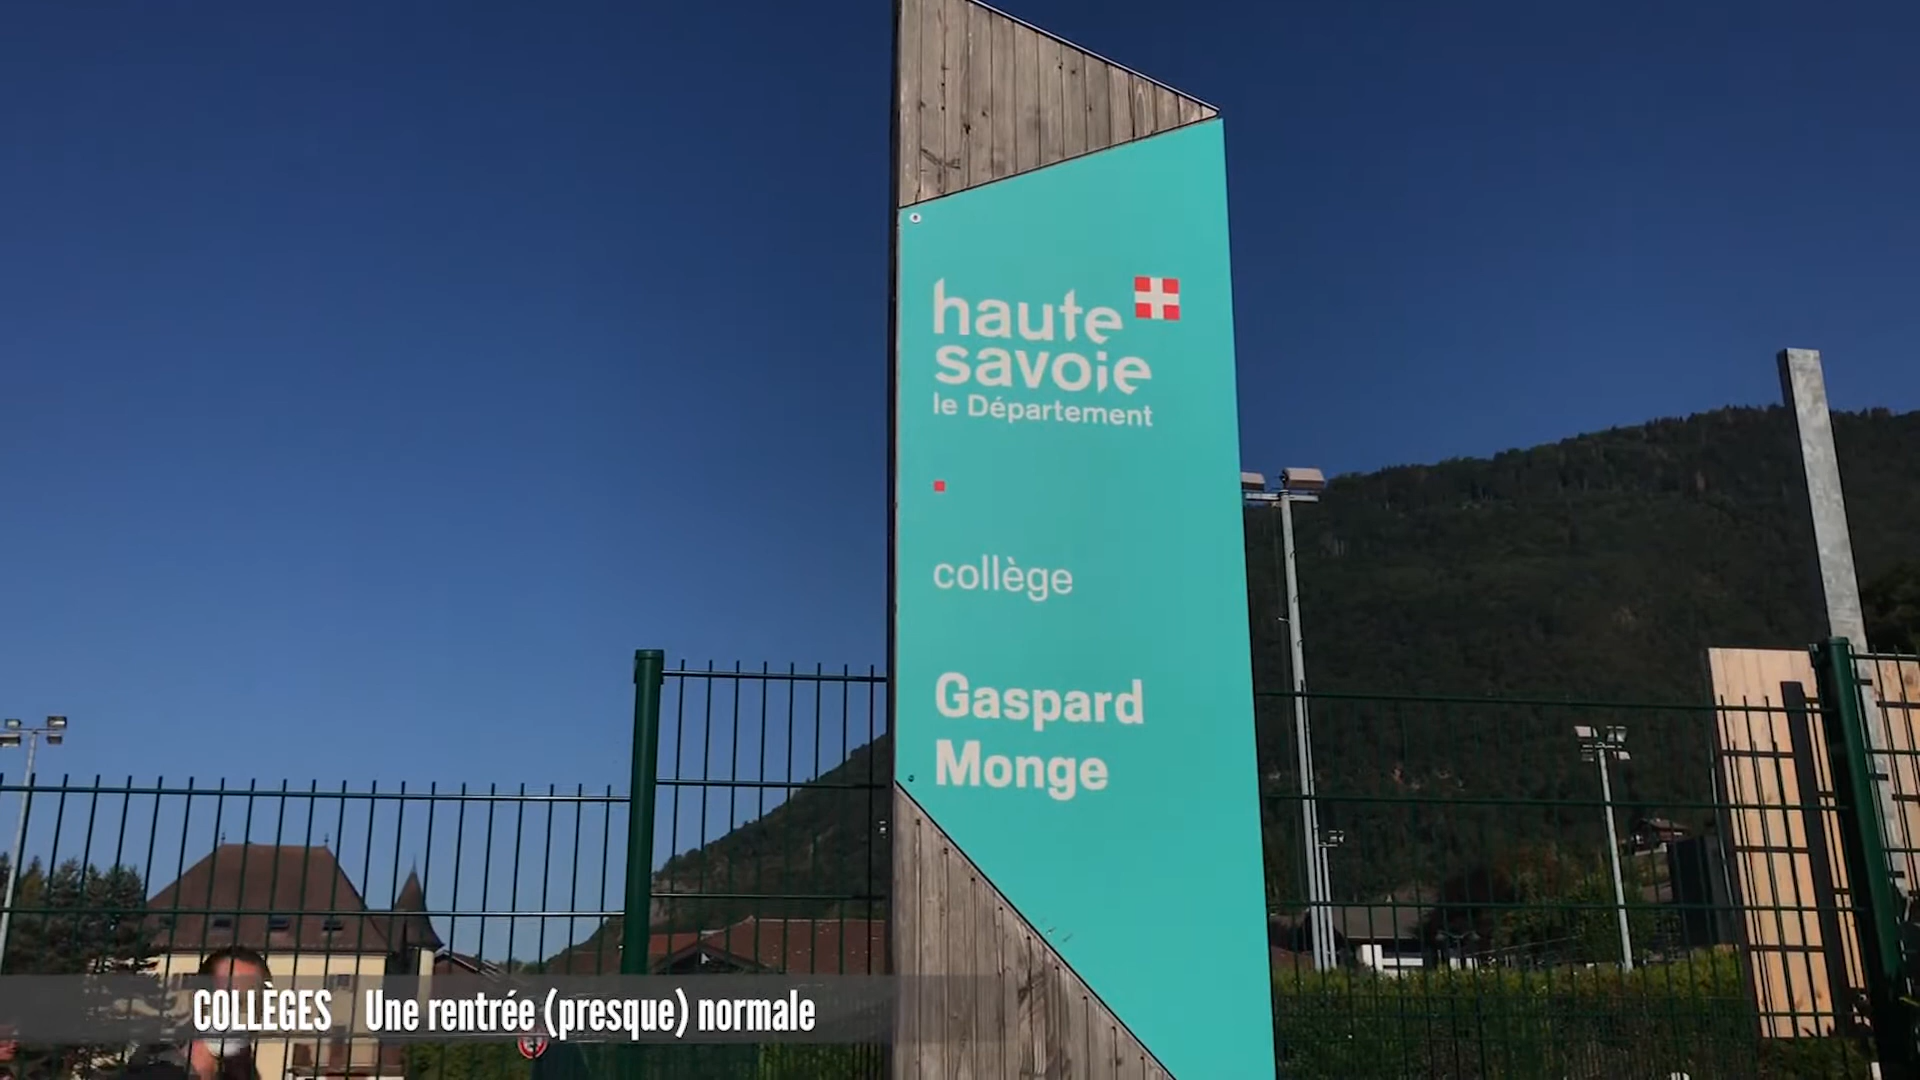 haute
savoie
le Département
collège
Gaspard
Monge
COLLÈGES Une rentrée (presque) normale